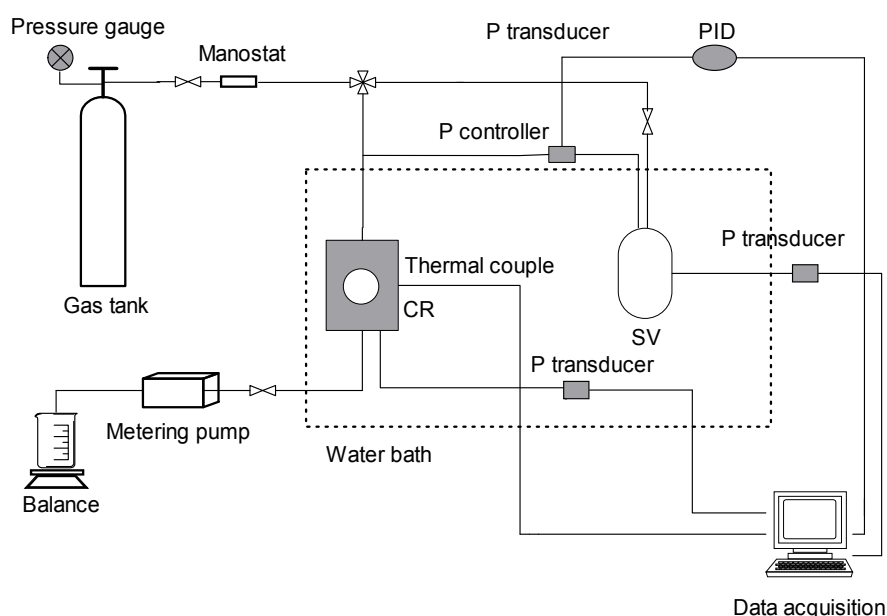 Pressure gauge
Manostat
P transducer
PID
P controller
Gas tank
Thermal couple
CR
P transducer
SV
P transducer
Metering pump
Water bath
Balance
Data acquisition